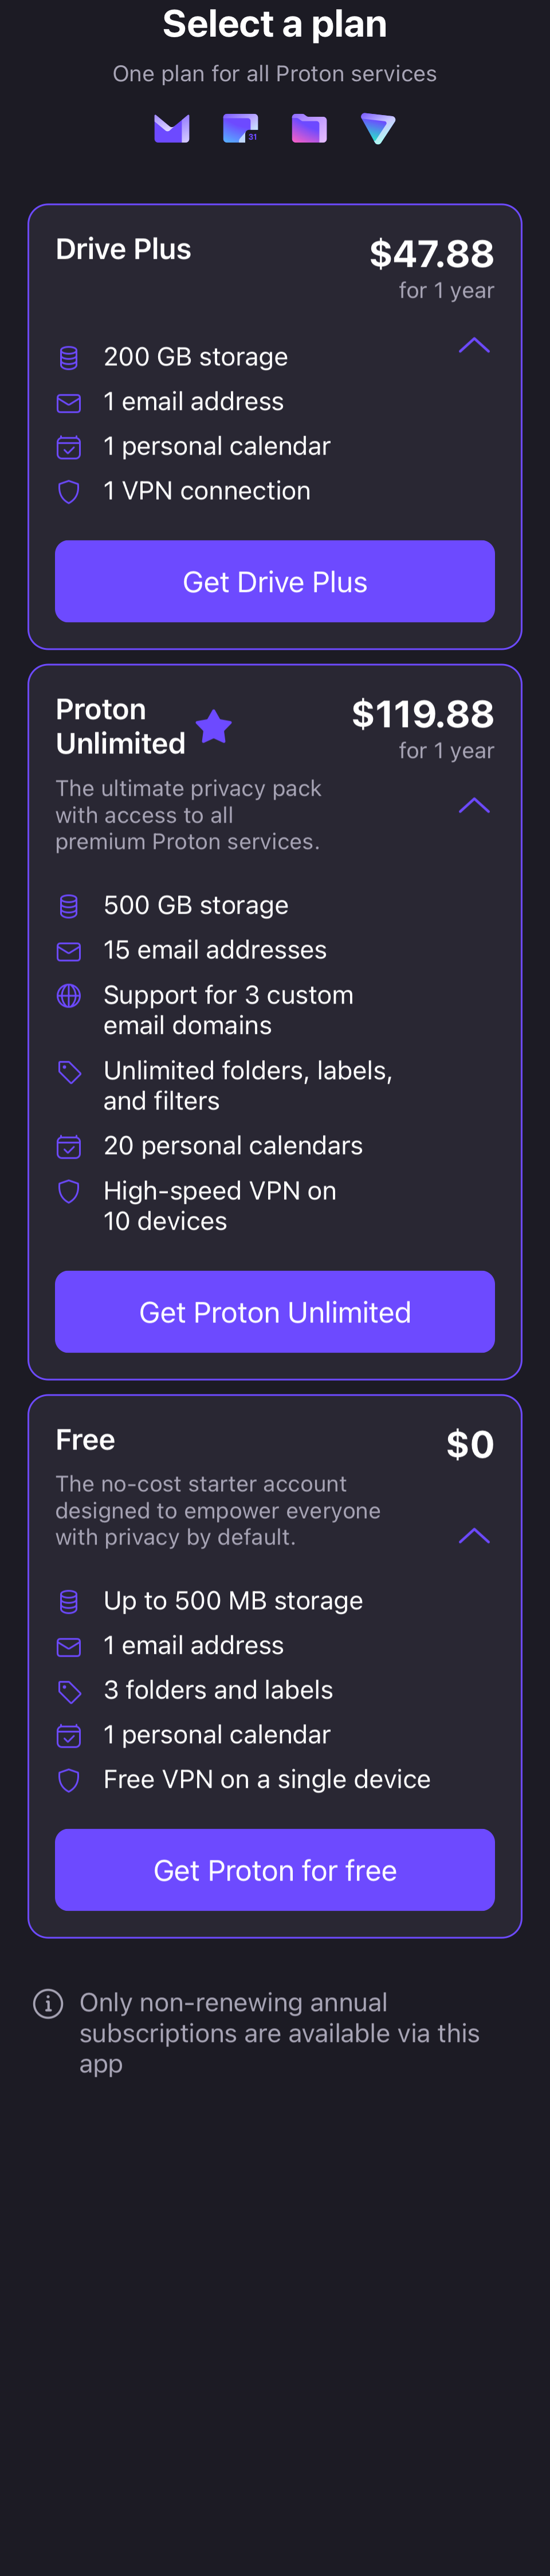 Select a plan
One plan for all Proton services
31
Drive Plus
$47.88
for 1 year
200 GB storage
1 email address
1 personal calendar
1 VPN connection
Get Drive Plus
Proton
Unlimited
$119.88
for 1 year
The ultimate privacy pack
with access to all
premium Proton services.
500 GB storage
15 email addresses
Support for 3 custom
email domains
Unlimited folders, labels,
and filters
20 personal calendars
High-speed VPN on
10 devices
Get Proton Unlimited
Free
$0
The no-cost starter account
designed to empower everyone
with privacy by default.
Up to 500 MB storage
1 email address
3 folders and labels
1 personal calendar
Free VPN on a single device
Get Proton for free
Only non-renewing annual
subscriptions are available via this
app